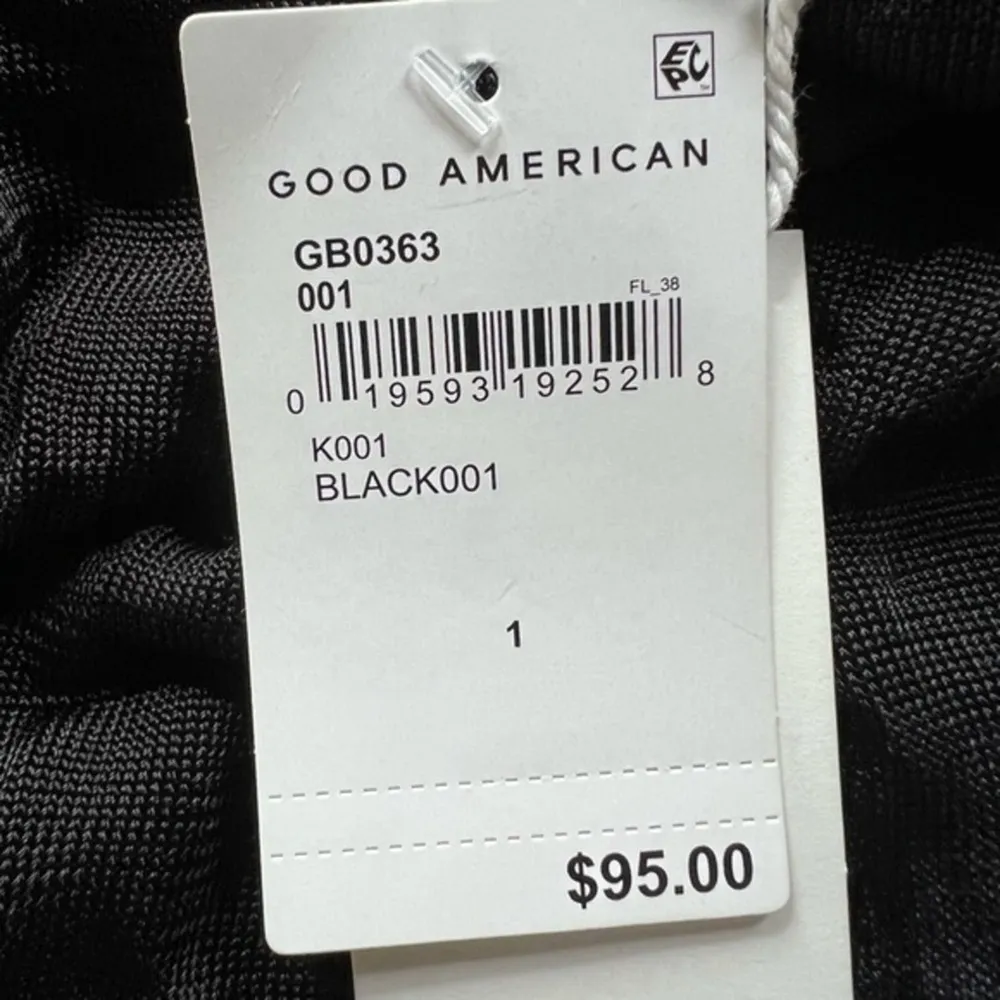 EPC
GOOD AMERICAN
GB0363
001
FL_38
0 19593 19252 8
K001
BLACK001
1
$95.00